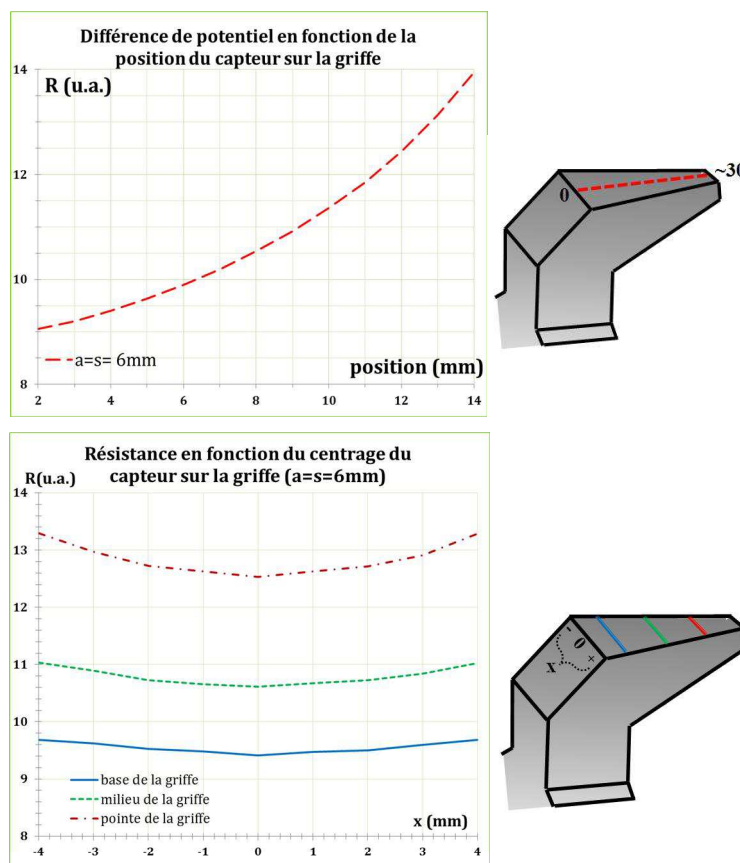 Différence de potentiel en fonction de la
position du capteur sur la griffe
14
R (u.a.)
12
10
a=s= 6mm
position (mm)
8
2 4 6 8 10 12 14
0
~30
Résistance en fonction du centrage du
capteur sur la griffe (a=s=6mm)
R(u.a.)
14
13
12
11
10
9
base de la griffe
milieu de la griffe
pointe de la griffe
x (mm)
8
-4 -3 -2 -1 0 1 2 3 4
- 0 +
x